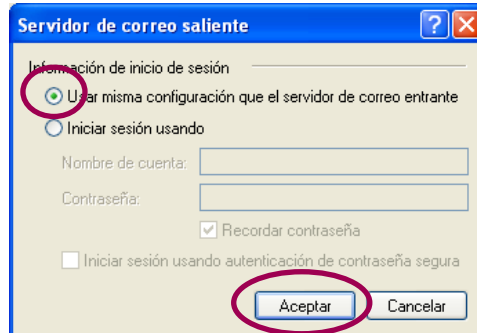 Servidor de correo saliente
Información de inicio de sesión
Usar misma configuración que el servidor de correo entrante
Iniciar sesión usando
Nombre de cuenta:
Contraseña:
Recordar contraseña
Iniciar sesión usando autenticación de contraseña segura
Aceptar Cancelar